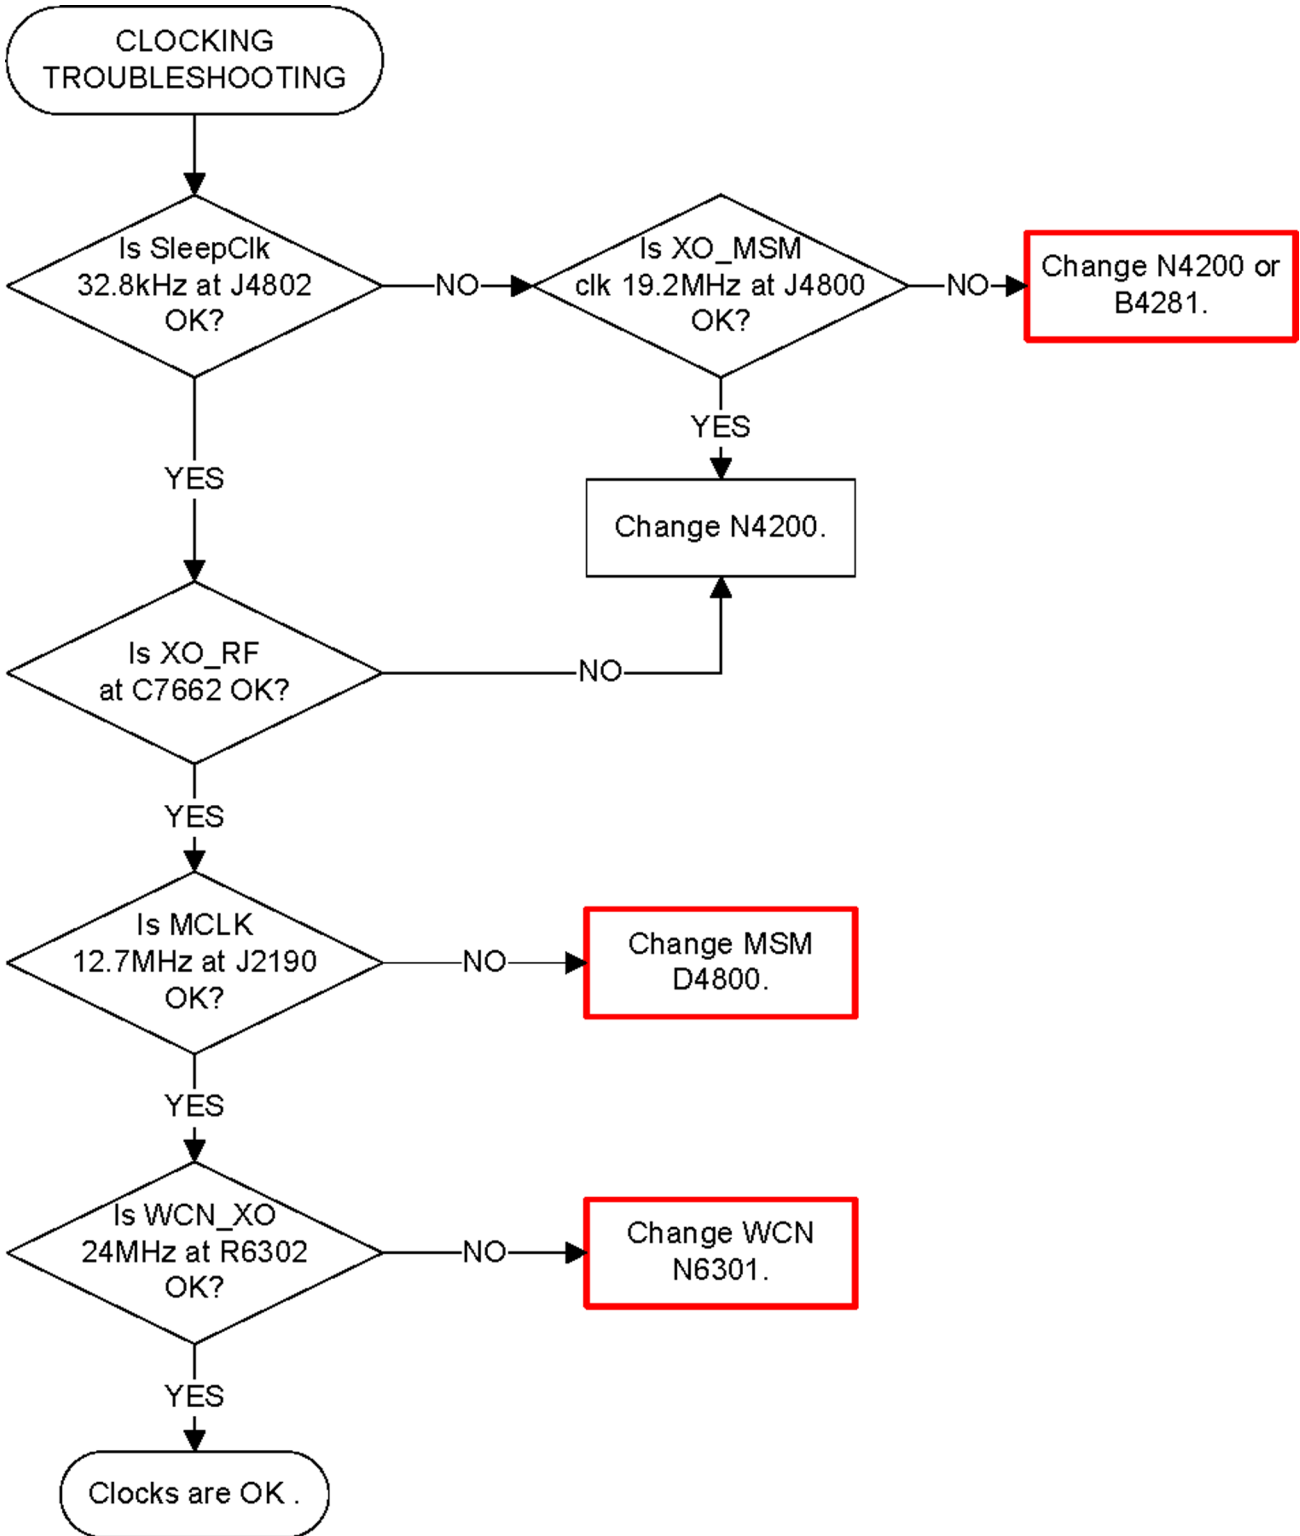 CLOCKING
TROUBLESHOOTING
Is SleepClk
32.8kHz at J4802
OK?
NO
Is XO_MSM
clk 19.2MHz at J4800
OK?
NO
Change N4200 or
B4281.
YES
YES
Change N4200.
Is XO_RF
at C7662 OK?
NO
YES
Is MCLK
12.7MHz at J2190
OK?
NO
Change MSM
D4800.
YES
Is WCN_XO
24MHz at R6302
OK?
NO
Change WCN
N6301.
YES
Clocks are OK .